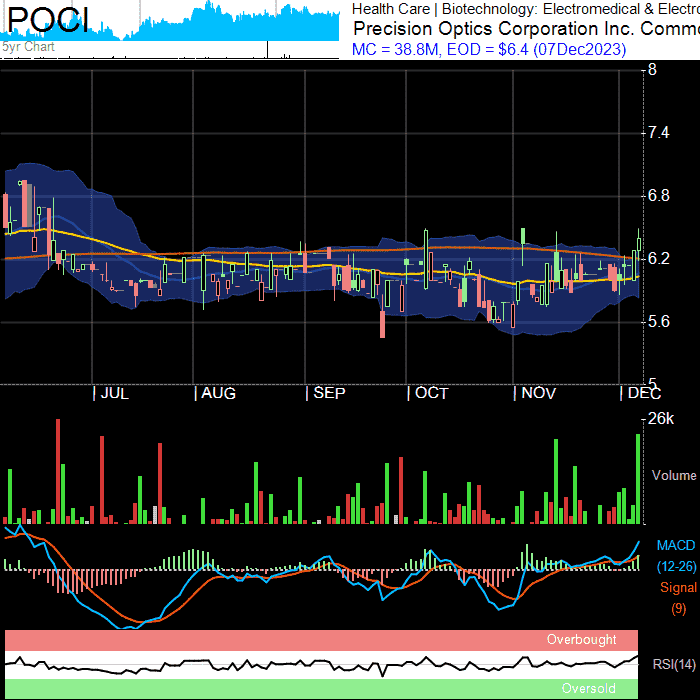 POCI
5yr Chart
Health Care | Biotechnology: Electromedical & Electro
Precision Optics Corporation Inc. Commo
MC = 38.8M, EOD = $6.4 (07Dec2023)
8
7.4
6.8
6.2
5.6
5
| JUL | AUG | SEP | OCT | NOV | DEC
26k
Volume
MACD
(12-26)
Signal
(9)
Overbought
RSI(14)
Oversold